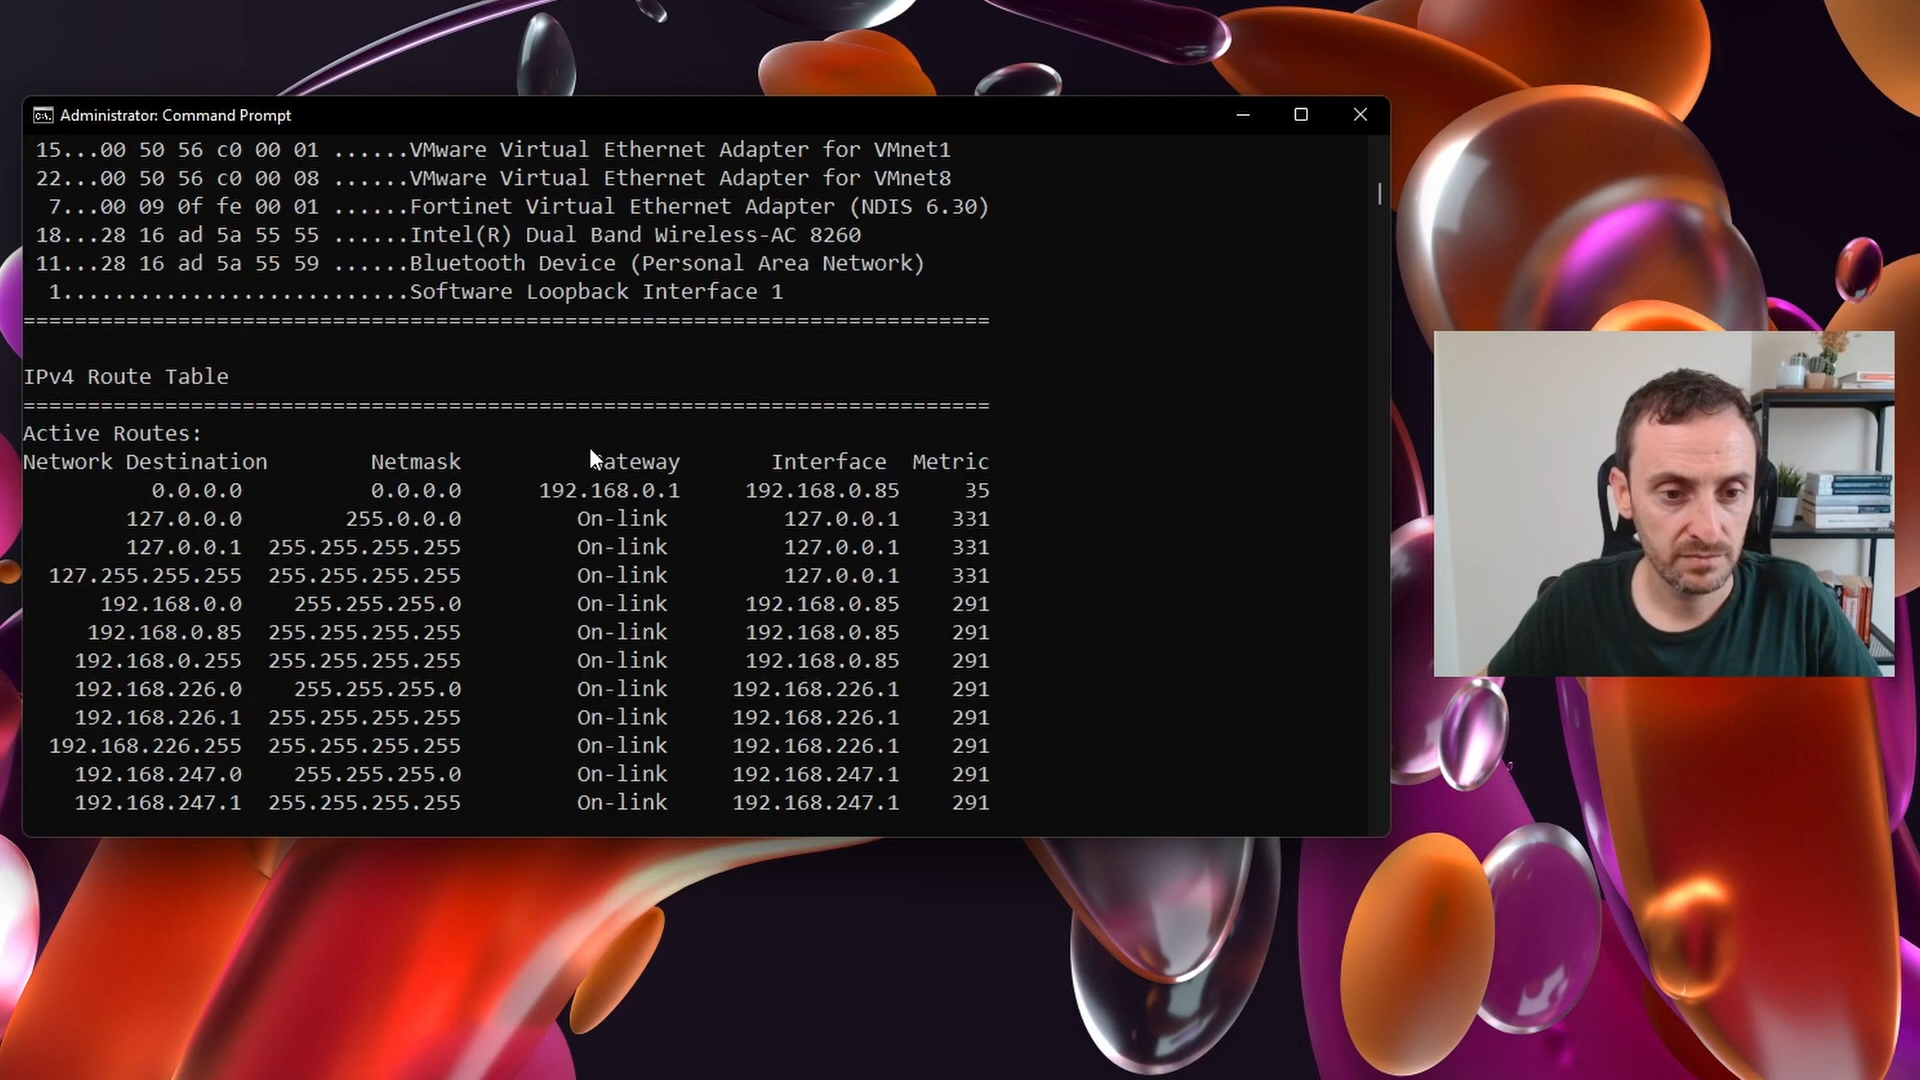 Administrator: Command Prompt
15...00 50 56 c0 00 01 ......VMware Virtual Ethernet Adapter for VMnet1
22...00 50 56 c0 00 08 ......VMware Virtual Ethernet Adapter for VMnet8
7...00 09 0f fe 00 01 ......Fortinet Virtual Ethernet Adapter (NDIS 6.30)
18...28 16 ad 5a 55 55 ......Intel(R) Dual Band Wireless-AC 8260
11...28 16 ad 5a 55 59 ......Bluetooth Device (Personal Area Network)
1...........................Software Loopback Interface 1
===========================================================================
IPv4 Route Table
===========================================================================
Active Routes:
Network Destination Netmask Gateway Interface Metric
0.0.0.0 0.0.0.0 192.168.0.1 192.168.0.85 35
127.0.0.0 255.0.0.0 On-link 127.0.0.1 331
127.0.0.1 255.255.255.255 On-link 127.0.0.1 331
127.255.255.255 255.255.255.255 On-link 127.0.0.1 331
192.168.0.0 255.255.255.0 On-link 192.168.0.85 291
192.168.0.85 255.255.255.255 On-link 192.168.0.85 291
192.168.0.255 255.255.255.255 On-link 192.168.0.85 291
192.168.226.0 255.255.255.0 On-link 192.168.226.1 291
192.168.226.1 255.255.255.255 On-link 192.168.226.1 291
192.168.226.255 255.255.255.255 On-link 192.168.226.1 291
192.168.247.0 255.255.255.0 On-link 192.168.247.1 291
192.168.247.1 255.255.255.255 On-link 192.168.247.1 291